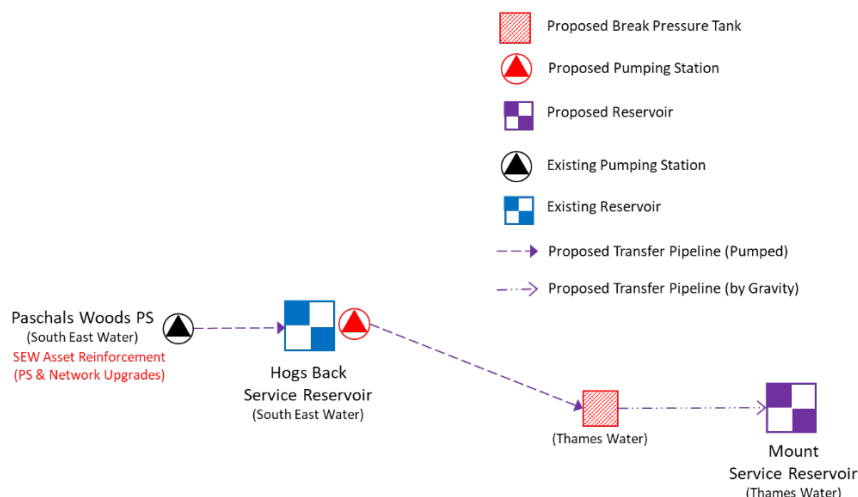 Proposed Break Pressure Tank
Proposed Pumping Station
Proposed Reservoir
Existing Pumping Station
Existing Reservoir
Proposed Transfer Pipeline (Pumped)
Proposed Transfer Pipeline (by Gravity)
Paschals Woods PS
(South East Water)
SEW Asset Reinforcement
(PS & Network Upgrades)
Hogs Back
Service Reservoir
(South East Water)
(Thames Water)
Mount
Service Reservoir
(Thames Water)